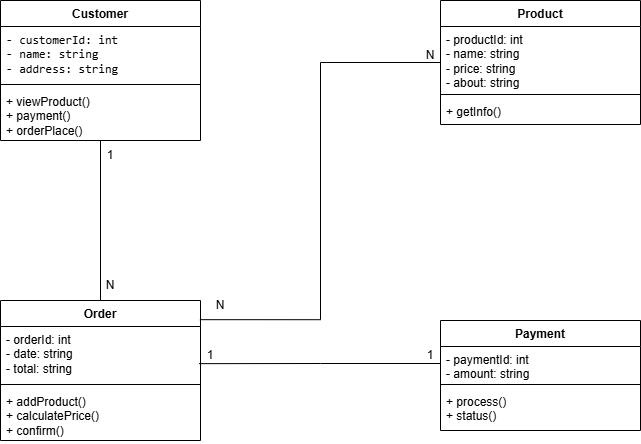 Customer
- customerId: int
- name: string
- address: string
+ viewProduct()
+ payment()
+ orderPlace()
1
N
Product
- productId: int
- name: string
- price: string
- about: string
+ getInfo()
N
N
Order
- orderId: int
- date: string
- total: string
+ addProduct()
+ calculatePrice()
+ confirm()
1
1
Payment
- paymentId: int
- amount: string
+ process()
+ status()